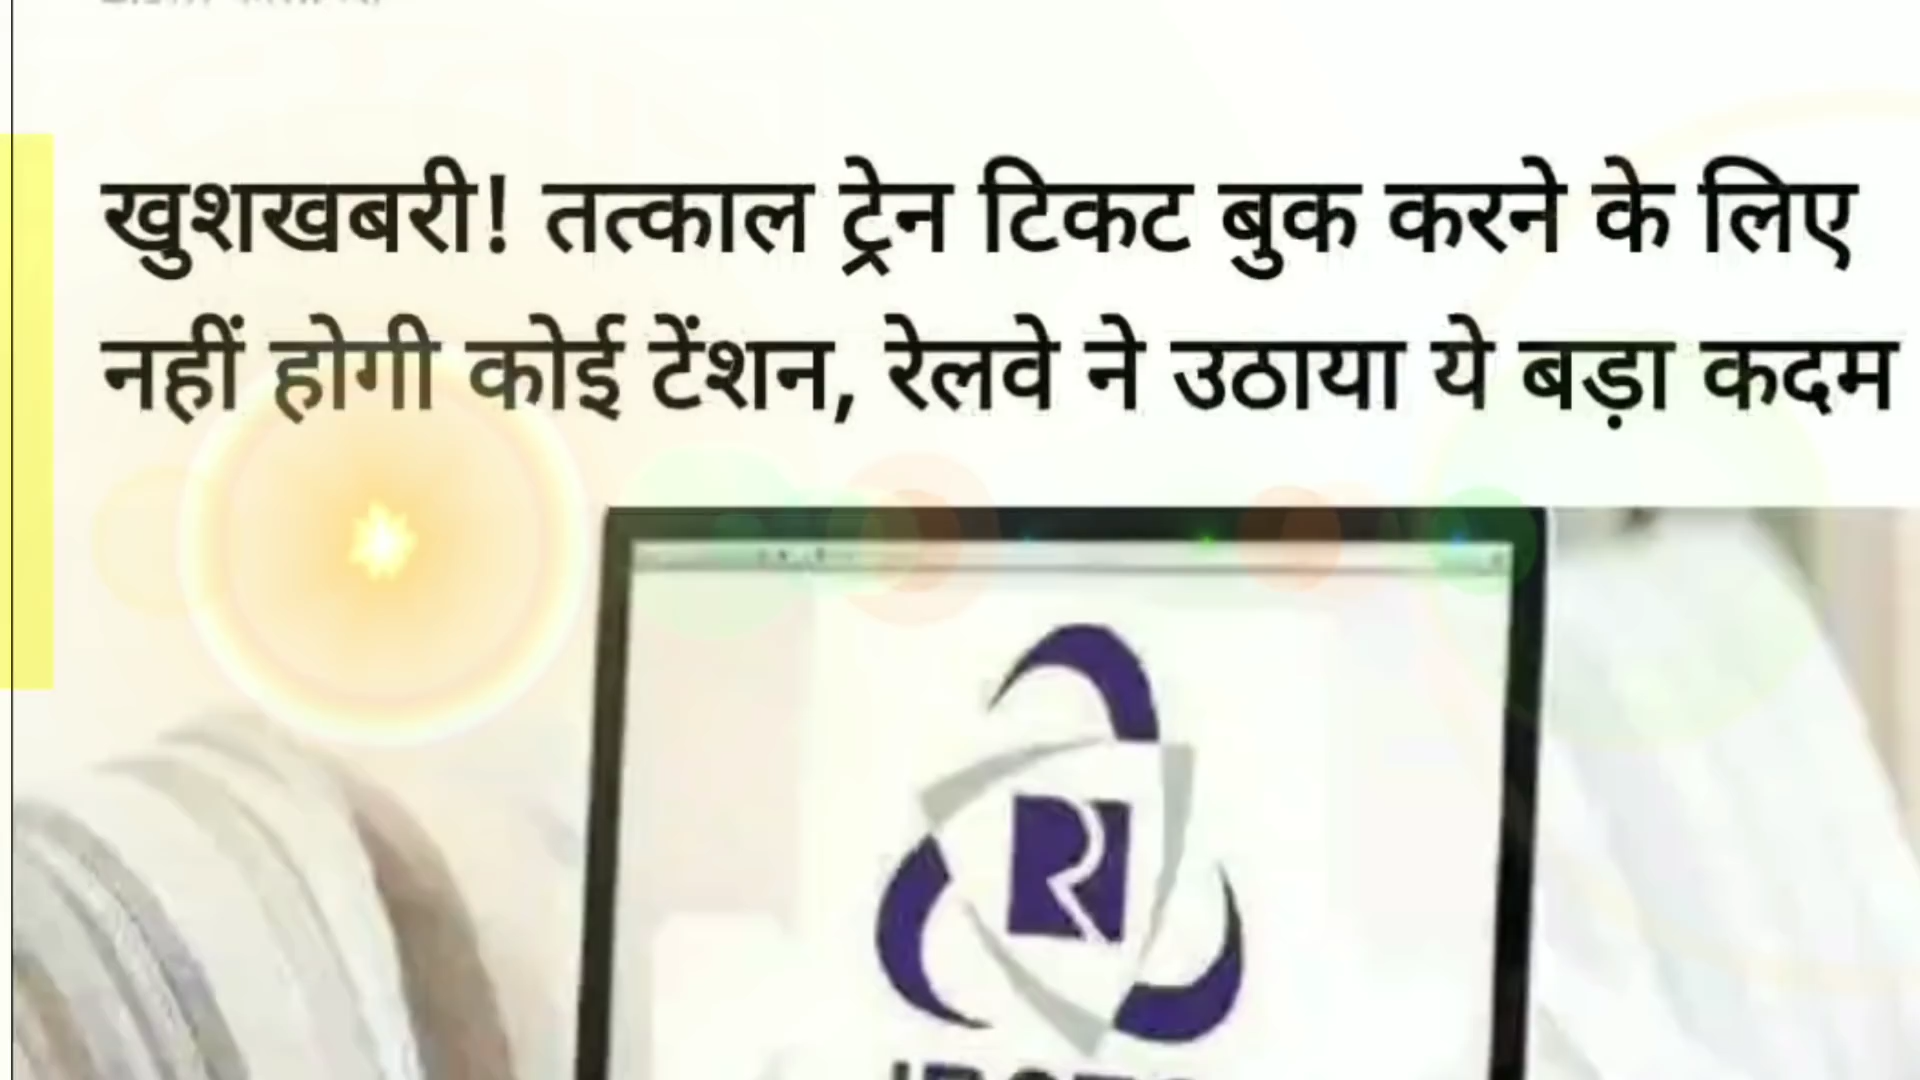 खुशखबरी! तत्काल ट्रेन टिकट बुक करने के लिए
नहीं होगी कोई टेंशन, रेलवे ने उठाया ये बड़ा कदम